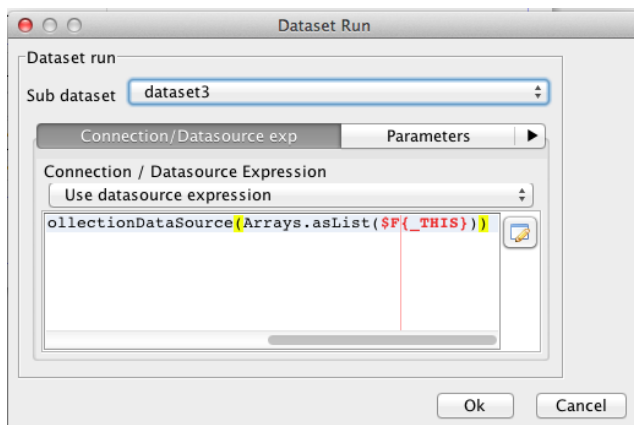 Dataset Run
Dataset run
Sub dataset dataset3
Connection/Datasource exp Parameters
Connection / Datasource Expression
Use datasource expression
ollectionDataSource(Arrays.asList($F{_THIS}))
Ok Cancel